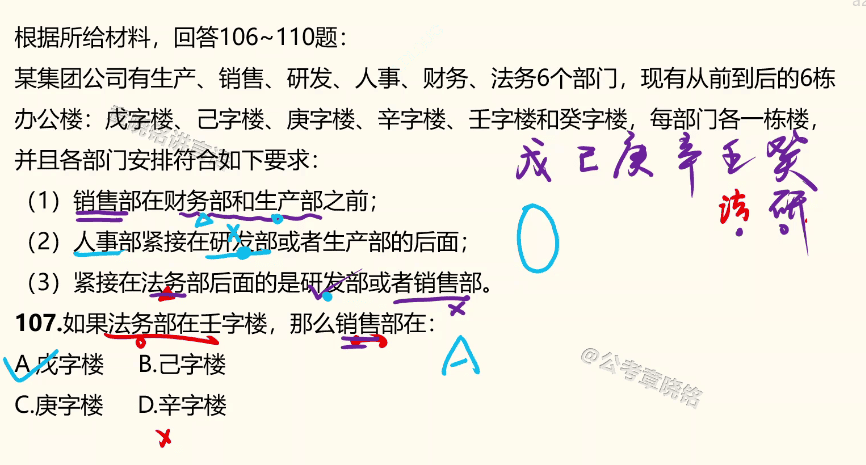 根据所给材料，回答106~110题：
某集团公司有生产、销售、研发、人事、财务、法务6个部门，现有从前到后的6栋
办公楼：戊字楼、己字楼、庚字楼、辛字楼、壬字楼和癸字楼，每部门各一栋楼，
并且各部门安排符合如下要求：
戊 己 庚 辛 壬 癸
（1）销售部在财务部和生产部之前；
法 研
（2）人事部紧接在研发部或者生产部的后面；
（3）紧接在法务部后面的是研发部或者销售部。
107.如果法务部在壬字楼，那么销售部在：
A.戊字楼 B.己字楼
A
@公考章晓铭
C.庚字楼 D.辛字楼